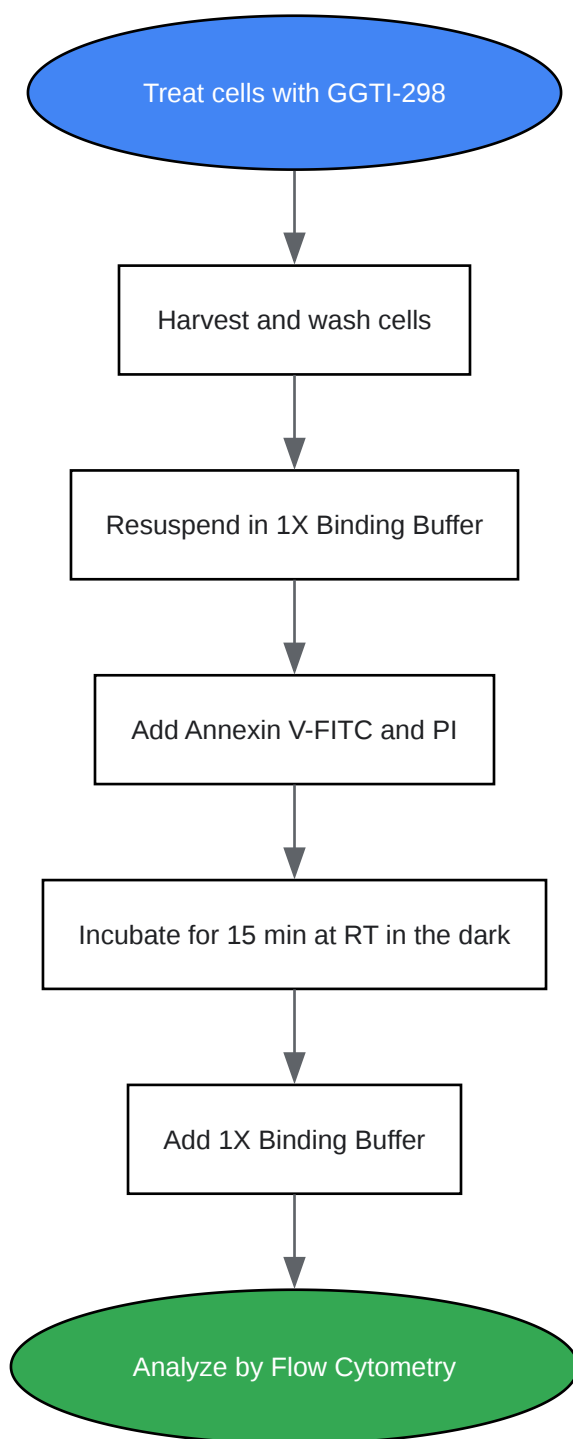 Treat cells with GGTI-298
Harvest and wash cells
Resuspend in 1X Binding Buffer
Add Annexin V-FITC and PI
Incubate for 15 min at RT in the dark
Add 1X Binding Buffer
Analyze by Flow Cytometry